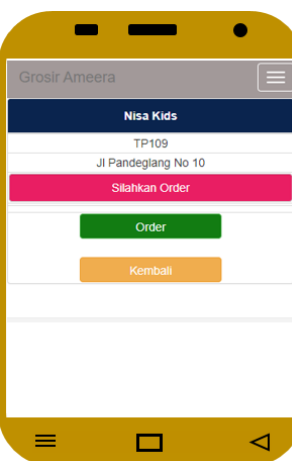 Grosir Ameera
Nisa Kids
TP109
Jl Pandeglang No 10
Silahkan Order
Order
Kembali